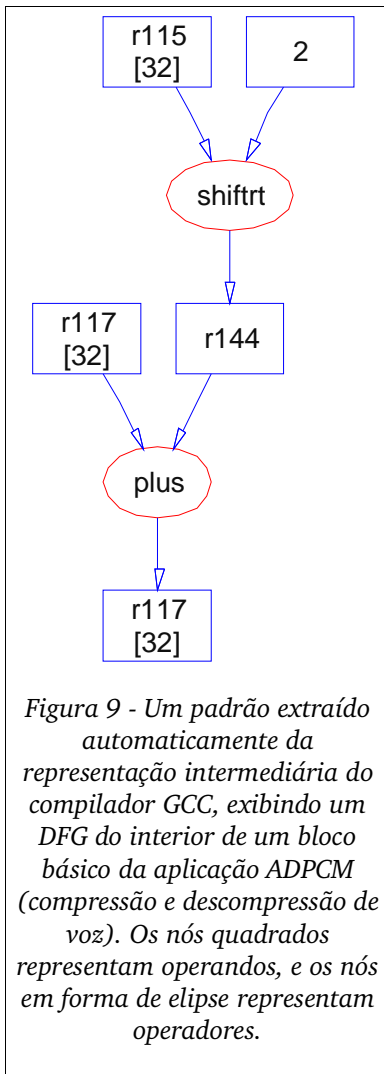 r115
[32]
2
shiftrt
r117
[32]
r144
plus
r117
[32]
Figura 9 - Um padrão extraído
automaticamente da
representação intermediária do
compilador GCC, exibindo um
DFG do interior de um bloco
básico da aplicação ADPCM
(compressão e descompressão de
voz). Os nós quadrados
representam operandos, e os nós
em forma de elipse representam
operadores.